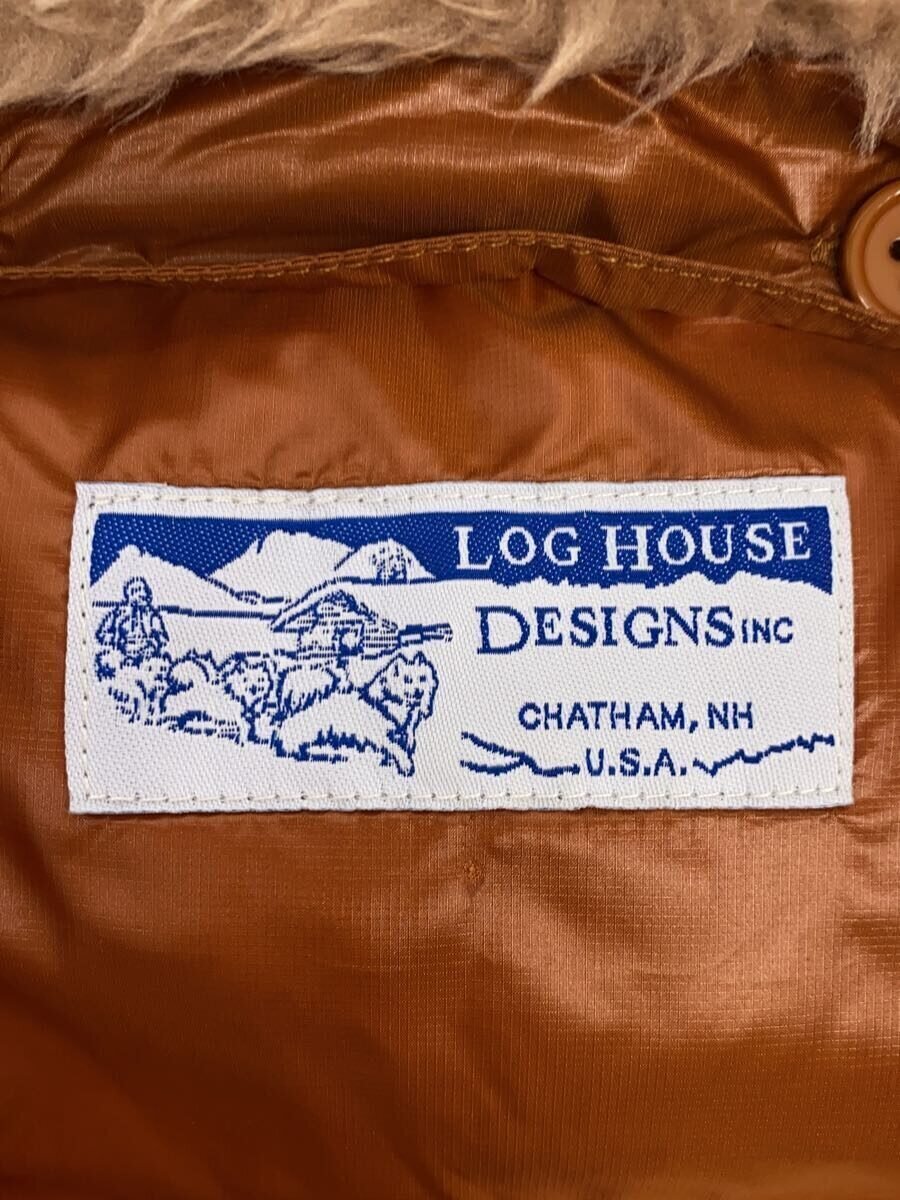 LOG HOUSE
DESIGNS INC
CHATHAM, NH
U.S.A.